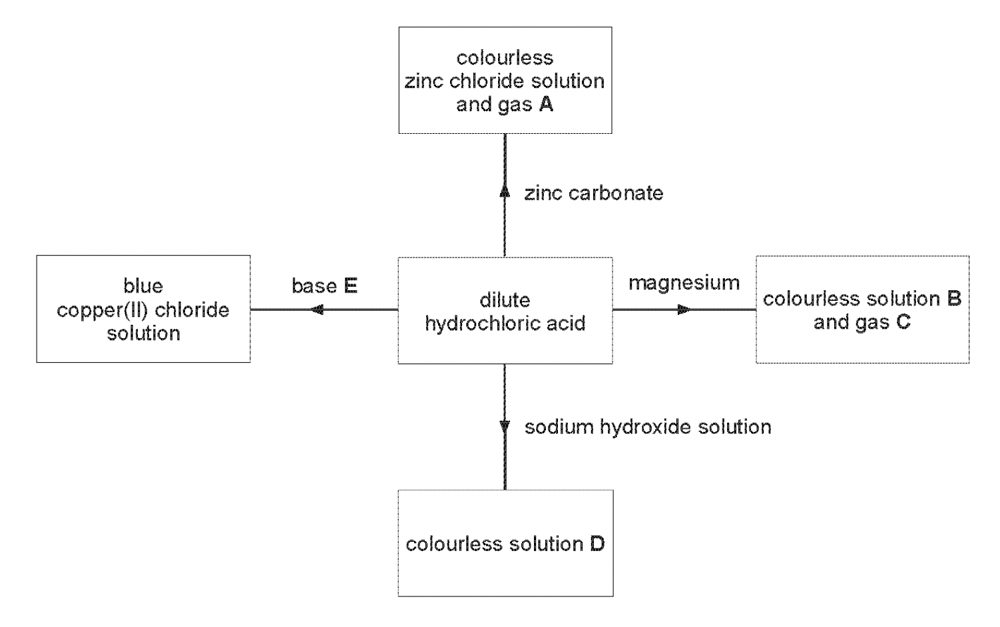 colourless
zinc chloride solution
and gas A
zinc carbonate
blue
copper(II) chloride
solution
base E
dilute
hydrochloric acid
magnesium
colourless solution B
and gas C
sodium hydroxide solution
colourless solution D